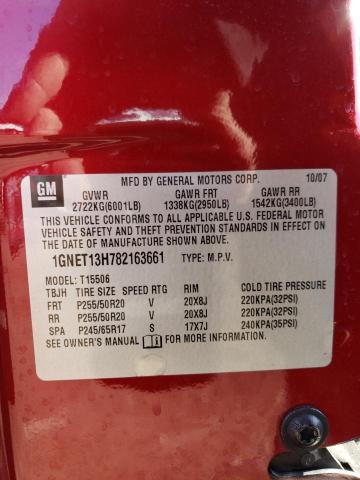 GM
MFD BY GENERAL MOTORS CORP. 10/07
GVWR GAWR FRT GAWR RR
2722KG(6001LB) 1338KG(2950LB) 1542KG(3400LB)
THIS VEHICLE CONFORMS TO ALL APPLICABLE U.S. FEDERAL MOTOR
VEHICLE SAFETY AND THEFT PREVENTION STANDARDS IN EFFECT ON
THE DATE OF MANUFACTURE SHOWN ABOVE.
1GNET13H782163661 TYPE: M.P.V.
MODEL: T15506
TBJH TIRE SIZE SPEED RTG RIM COLD TIRE PRESSURE
FRT P255/50R20 V 20X8J 220KPA(32PSI)
RR P255/50R20 V 20X8J 220KPA(32PSI)
SPA P245/65R17 S 17X7J 240KPA(35PSI)
SEE OWNER'S MANUAL FOR MORE INFORMATION.